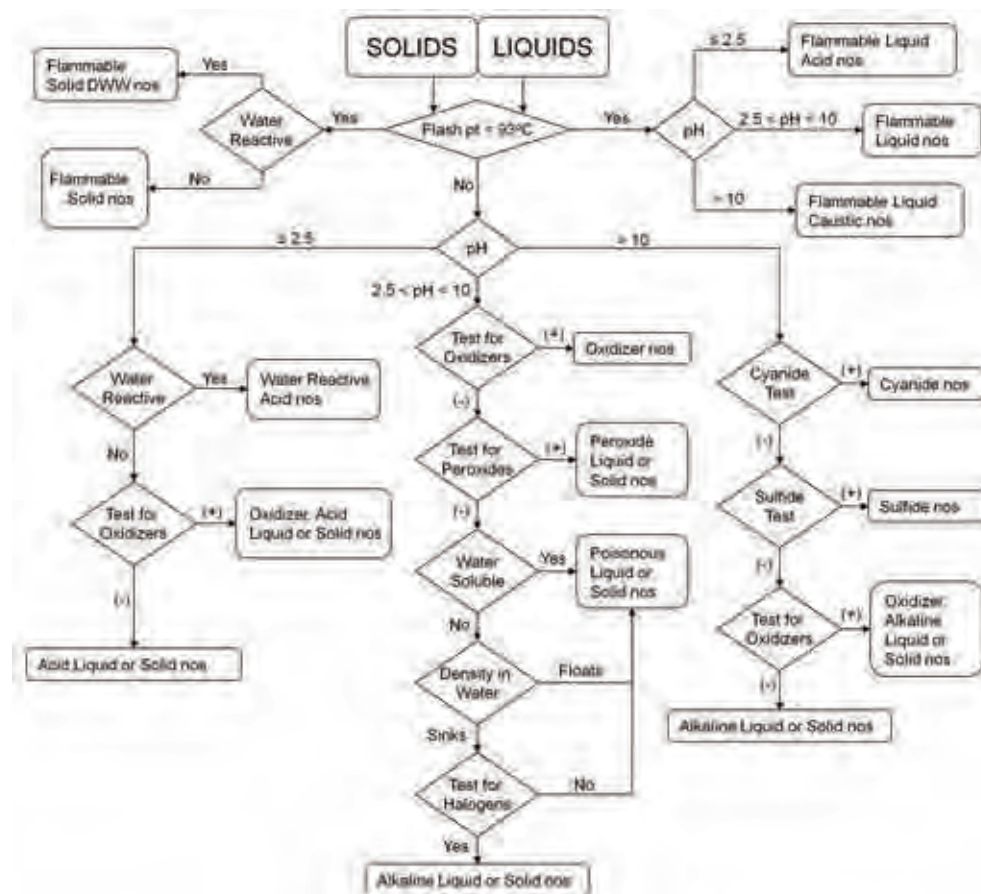 SOLIDS
LIQUIDS
≤ 2.5
Flammable Liquid
Acid nos
Flammable
Solid DWW nos
Yes
Water
Reactive
Yes
Flash pt < 93ºC
Yes
pH
2.5 < pH < 10
Flammable
Liquid nos
Flammable
Solid nos
No
No
Flammable Liquid
Caustic nos
≤ 2.5
pH
2.5 < pH < 10
Test for
Oxidizers
(+)
Oxidizer nos
Water
Reactive
Yes
Water Reactive
Acid nos
Cyanide
Test
(+)
Cyanide nos
(-)
No
Test for
Peroxides
(+)
Peroxide
Liquid or
Solid nos
(-)
Test for
Oxidizers
(+)
Oxidizer, Acid
Liquid or Solid nos
(-)
Sulfide
Test
(+)
Sulfide nos
Water
Soluble
Yes
Poisonous
Liquid or
Solid nos
(-)
(-)
No
Test for
Oxidizers
(+)
Oxidizer,
Alkaline
Liquid or
Solid nos
Acid Liquid or Solid nos
Density in
Water
Floats
(-)
Alkaline Liquid or Solid nos
Sinks
Test for
Halogens
No
Yes
Alkaline Liquid or Solid nos